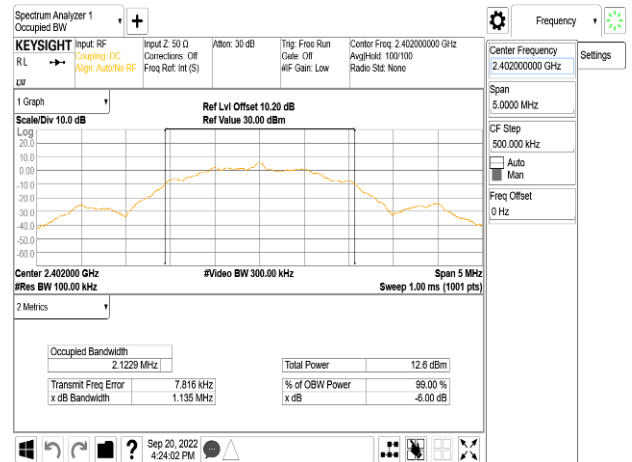 Spectrum Analyzer 1
Occupied BW
Frequency
KEYSIGHT
Input: RF
Coupling: DC
Align: Auto/No RF
Input Z: 50 Ω
Corrections: Off
Freq Ref: Int (S)
Atten: 30 dB
Trig: Free Run
Gate: Off
#IF Gain: Low
Center Freq: 2.402000000 GHz
Avg|Hold: 100/100
Radio Std: None
RL
LXI
Center Frequency
2.402000000 GHz
Settings
Span
5.0000 MHz
CF Step
500.000 kHz
Auto
Man
Freq Offset
0 Hz
1 Graph
Scale/Div 10.0 dB
Ref Lvl Offset 10.20 dB
Ref Value 30.00 dBm
Log
20.0
10.0
0.00
-10.0
-20.0
-30.0
-40.0
-50.0
-60.0
Center 2.402000 GHz
#Res BW 100.00 kHz
#Video BW 300.00 kHz
Span 5 MHz
Sweep 1.00 ms (1001 pts)
2 Metrics
Occupied Bandwidth
2.1229 MHz
Transmit Freq Error 7.816 kHz
x dB Bandwidth 1.135 MHz
Total Power 12.6 dBm
% of OBW Power 99.00 %
x dB -6.00 dB
?
Sep 20, 2022
4:24:02 PM